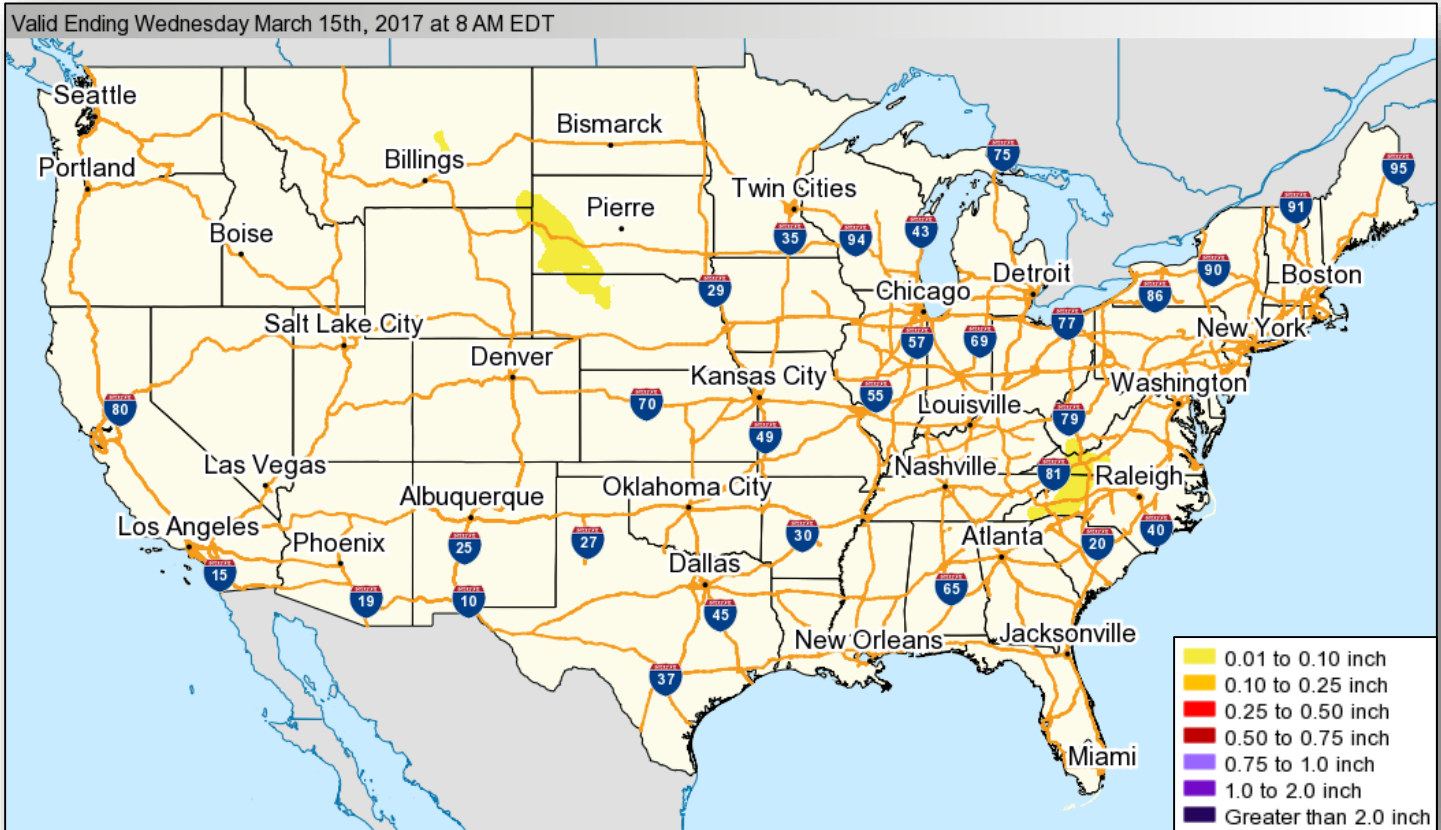 Valid Ending Wednesday March 15th, 2017 at 8 AM EDT
Seattle
Bismarck
75
Billings
Portland
95
Twin Cities
91
Pierre
Boise
35
94
43
90
Detroit
Boston
29
Chicago
86
Salt Lake City
77
New York
57
69
Denver
Kansas City
Washington
80
70
55
Louisville
79
49
Las Vegas
Nashville
81
Raleigh
Albuquerque
Oklahoma City
Los Angeles
Phoenix
25
27
30
Atlanta
20
40
15
Dallas
65
19
10
45
New Orleans
Jacksonville
37
Miami
0.01 to 0.10 inch
0.10 to 0.25 inch
0.25 to 0.50 inch
0.50 to 0.75 inch
0.75 to 1.0 inch
1.0 to 2.0 inch
Greater than 2.0 inch